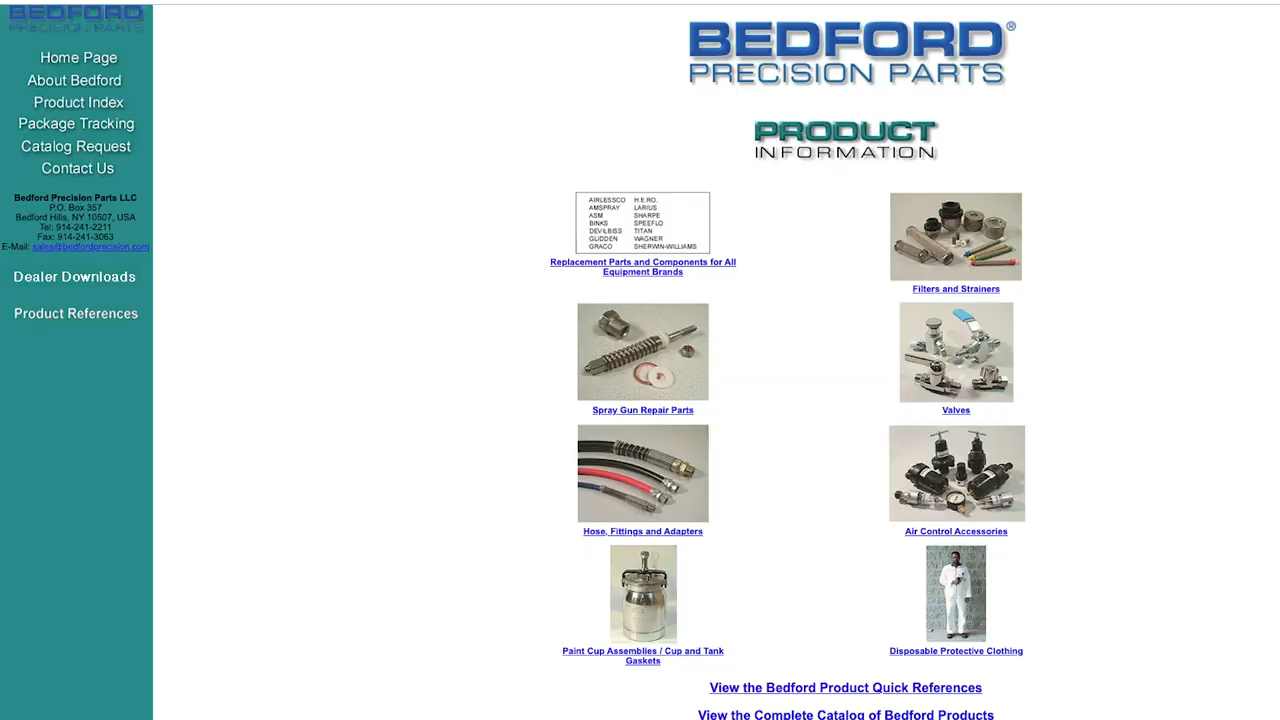 BEDFORD
PRECISION PARTS
Home Page
About Bedford
Product Index
Package Tracking
Catalog Request
Contact Us
Bedford Precision Parts LLC
P.O. Box 357
Bedford Hills, NY 10507, USA
Tel: 914-241-2211
Fax: 914-241-3063
E-Mail: sales@bedfordprecision.com
Dealer Downloads
Product References
BEDFORD®
PRECISION PARTS
PRODUCT
INFORMATION
AIRLESSCO H.E.RO.
AMSPRAY LARIUS
ASM SHARPE
BINKS SPEEFLO
DEVILBISS TITAN
GLIDDEN WAGNER
GRACO SHERWIN-WILLIAMS
Replacement Parts and Components for All
Equipment Brands
Filters and Strainers
Spray Gun Repair Parts
Valves
Hose, Fittings and Adapters
Air Control Accessories
Paint Cup Assemblies / Cup and Tank
Gaskets
Disposable Protective Clothing
View the Bedford Product Quick References
View the Complete Catalog of Bedford Products